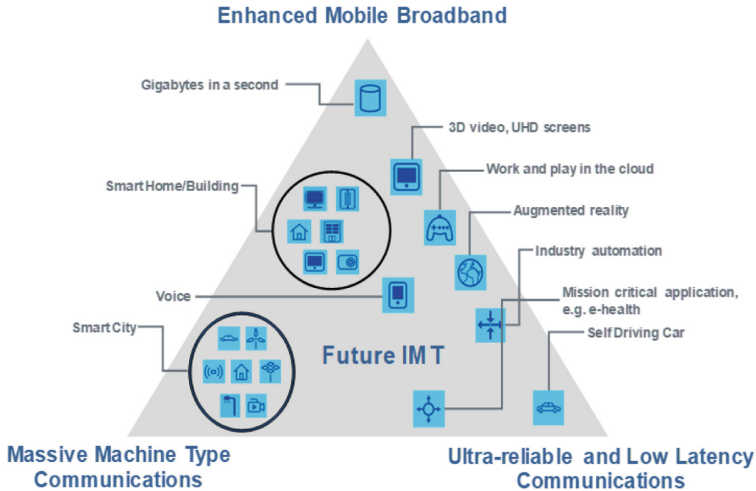 Enhanced Mobile Broadband
Gigabytes in a second
3D video, UHD screens
Work and play in the cloud
Smart Home/Building
Augmented reality
Industry automation
Voice
Mission critical application,
e.g. e-health
Smart City
Self Driving Car
Future IMT
Massive Machine Type
Communications
Ultra-reliable and Low Latency
Communications